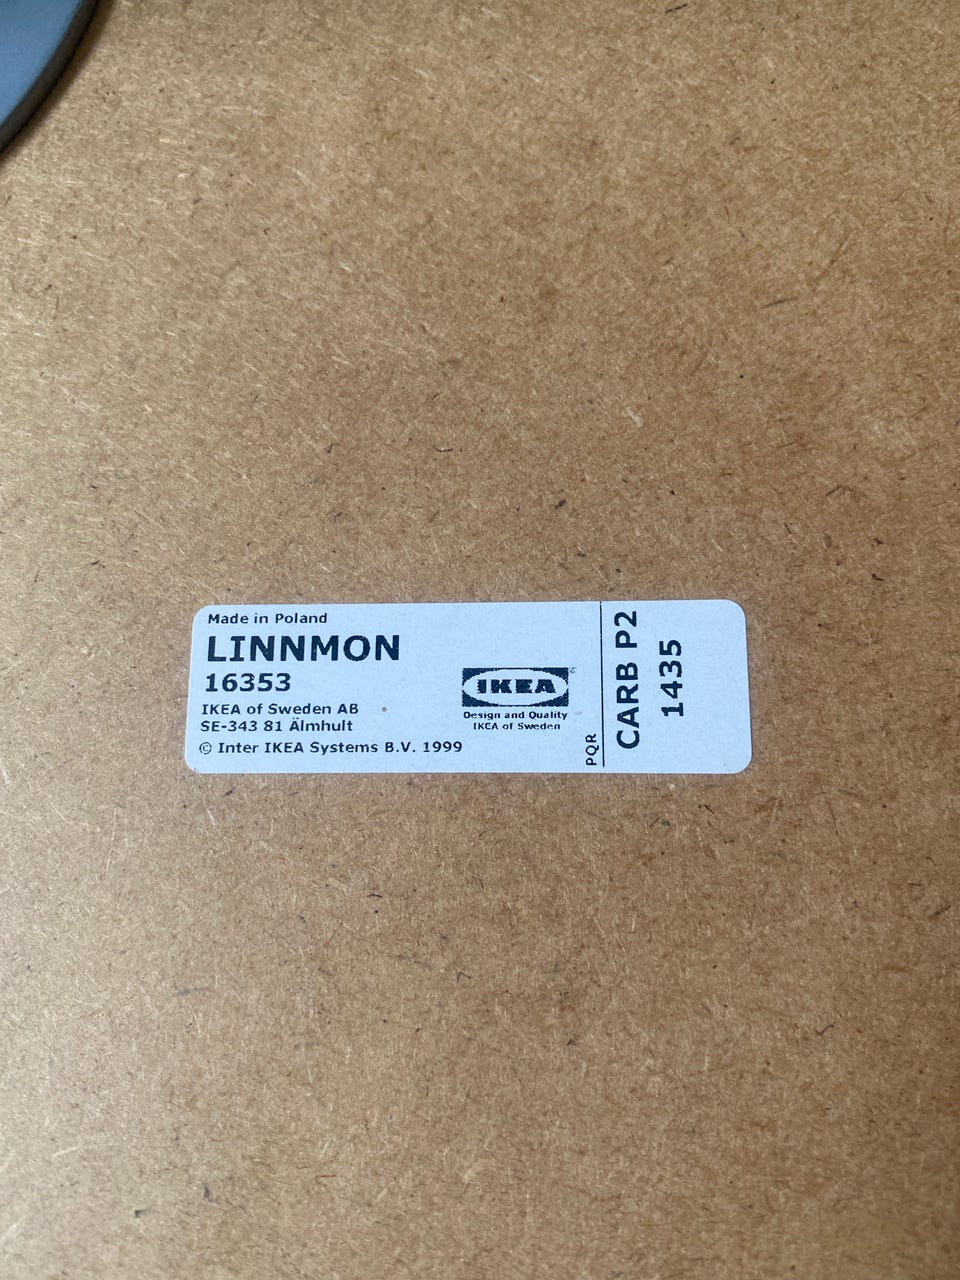 Made in Poland
LINNMON
16353
IKEA of Sweden AB
SE-343 81 Älmhult
© Inter IKEA Systems B.V. 1999
IKEA
Design and Quality
IKEA of Sweden
PQR
CARB P2
1435